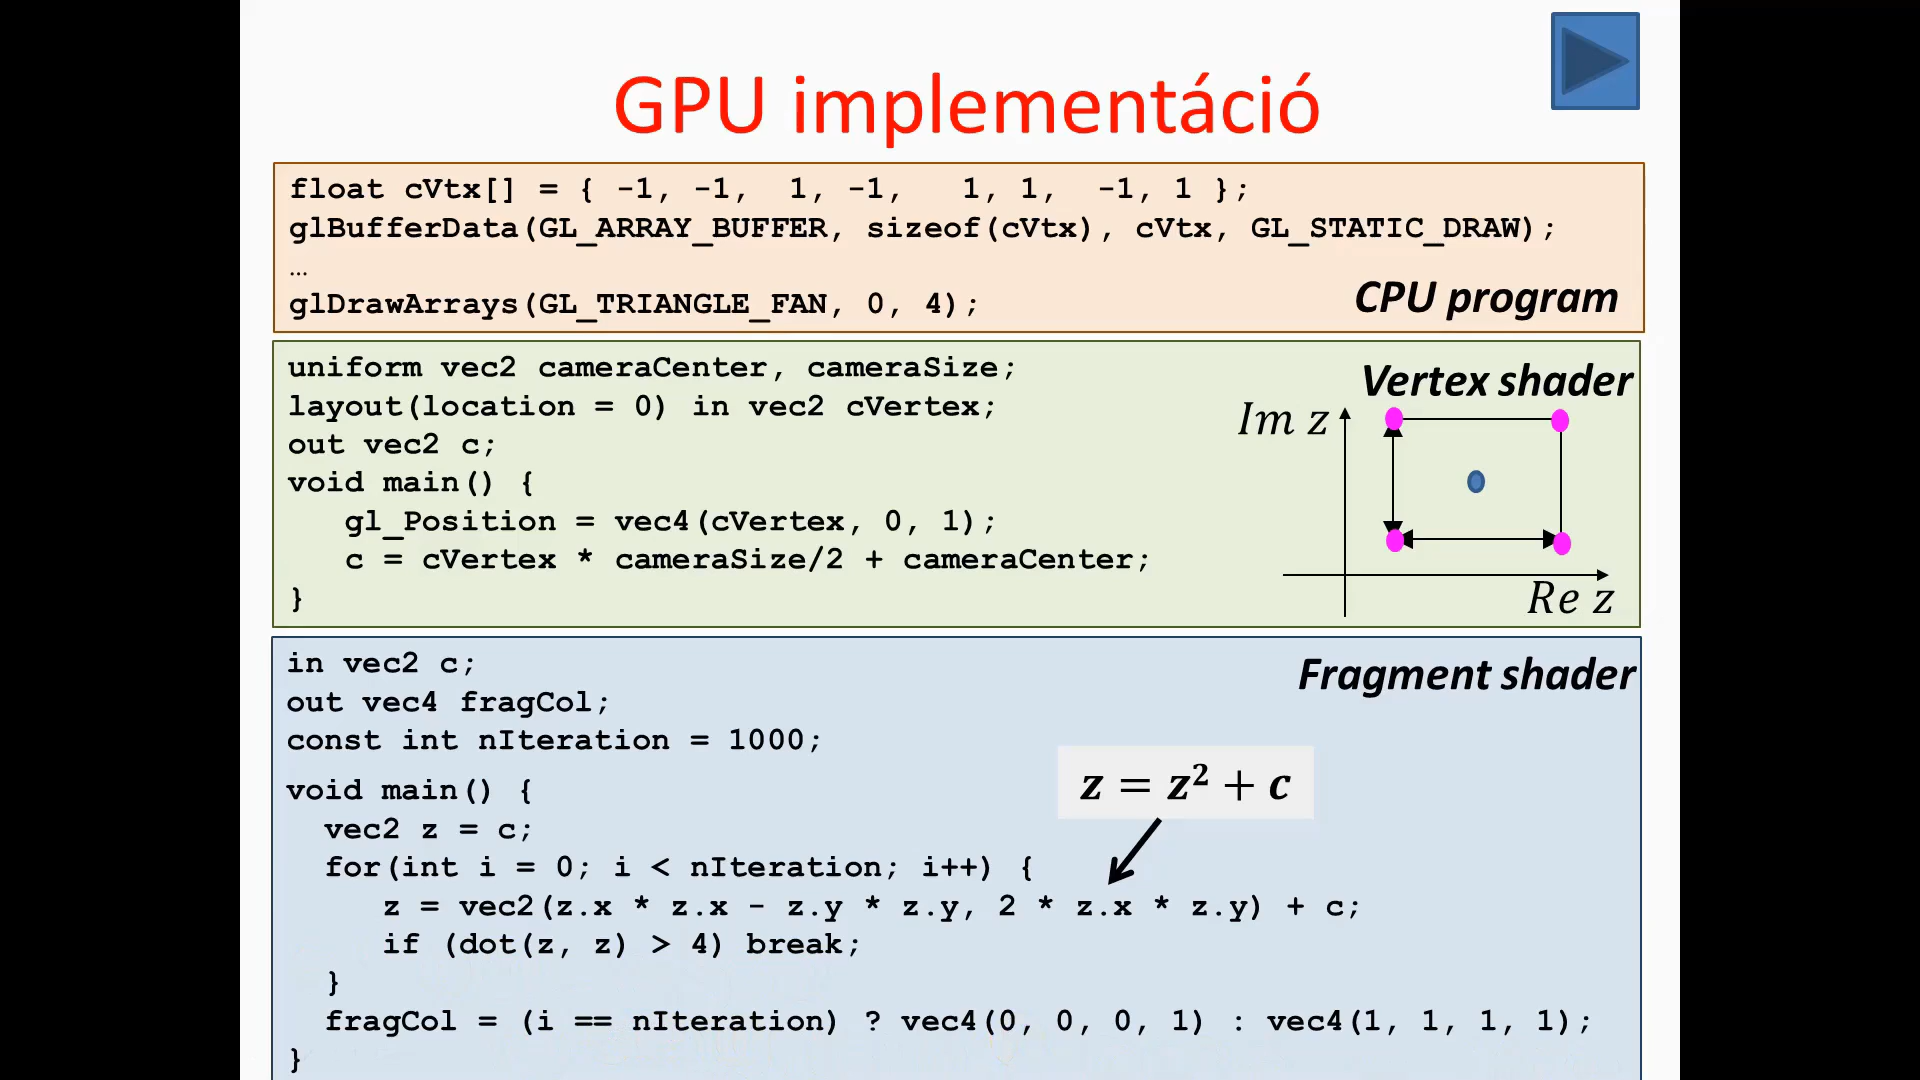 GPU implementáció
float cVtx[] = { -1, -1,  1, -1,   1, 1,  -1, 1 };
glBufferData(GL_ARRAY_BUFFER, sizeof(cVtx), cVtx, GL_STATIC_DRAW);
…
glDrawArrays(GL_TRIANGLE_FAN, 0, 4);
CPU program
uniform vec2 cameraCenter, cameraSize;
layout(location = 0) in vec2 cVertex;
out vec2 c;
void main() {
   gl_Position = vec4(cVertex, 0, 1);
   c = cVertex * cameraSize/2 + cameraCenter;
}
Vertex shader
Im z
Re z
in vec2 c;
out vec4 fragCol;
const int nIteration = 1000;
void main() {
  vec2 z = c;
  for(int i = 0; i < nIteration; i++) {
     z = vec2(z.x * z.x - z.y * z.y, 2 * z.x * z.y) + c;
     if (dot(z, z) > 4) break;
  }
  fragCol = (i == nIteration) ? vec4(0, 0, 0, 1) : vec4(1, 1, 1, 1);
}
Fragment shader
z = z² + c